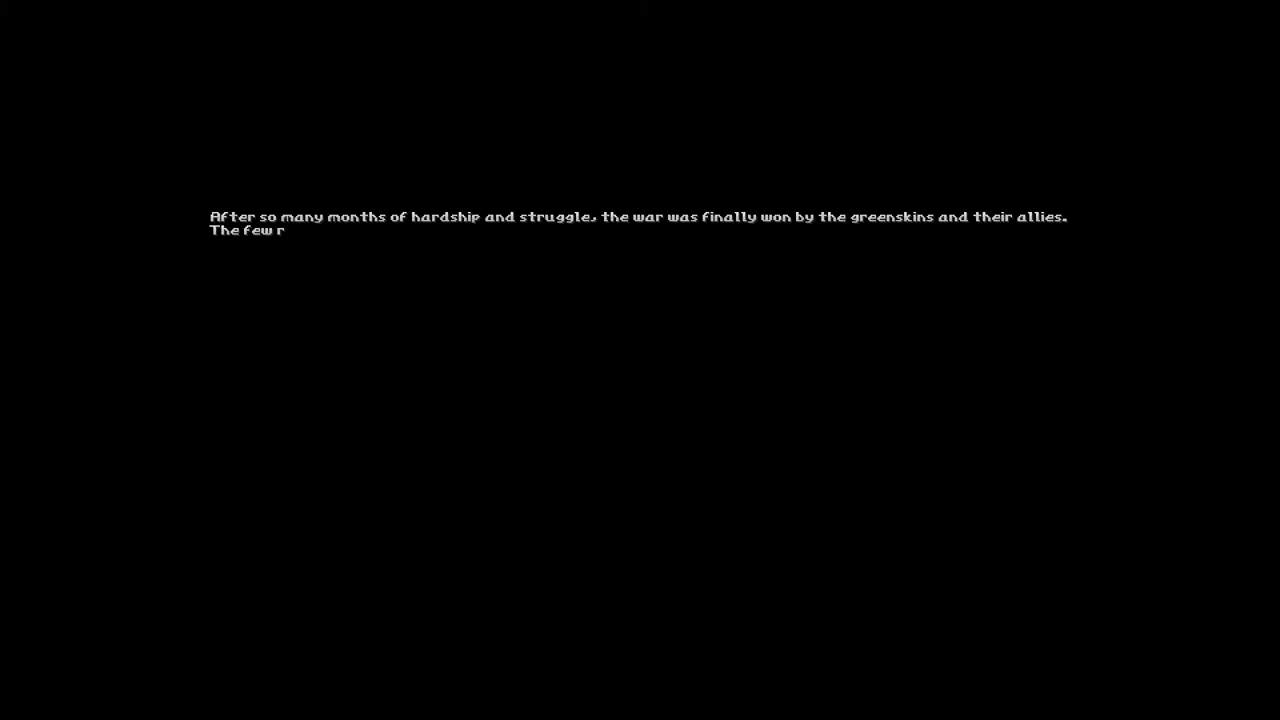 After so many months of hardship and struggle, the war was finally won by the greenskins and their allies.
The few r